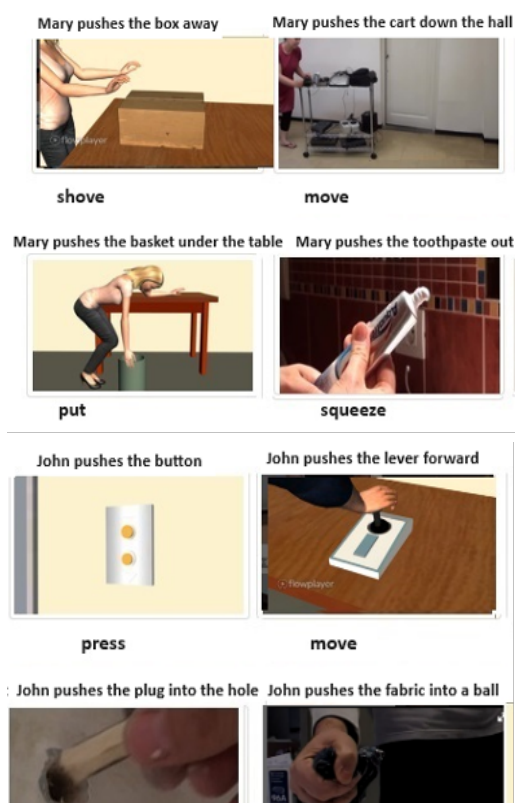 Mary pushes the box away
Mary pushes the cart down the hall
flowplayer
shove
move
Mary pushes the basket under the table
Mary pushes the toothpaste out
put
squeeze
John pushes the button
John pushes the lever forward
flowplayer
press
move
: John pushes the plug into the hole
John pushes the fabric into a ball